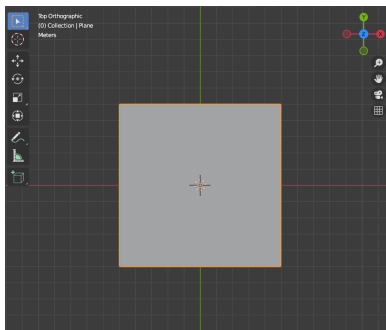 Top Orthographic
(0) Collection | Plane
Meters
Y
Z
X